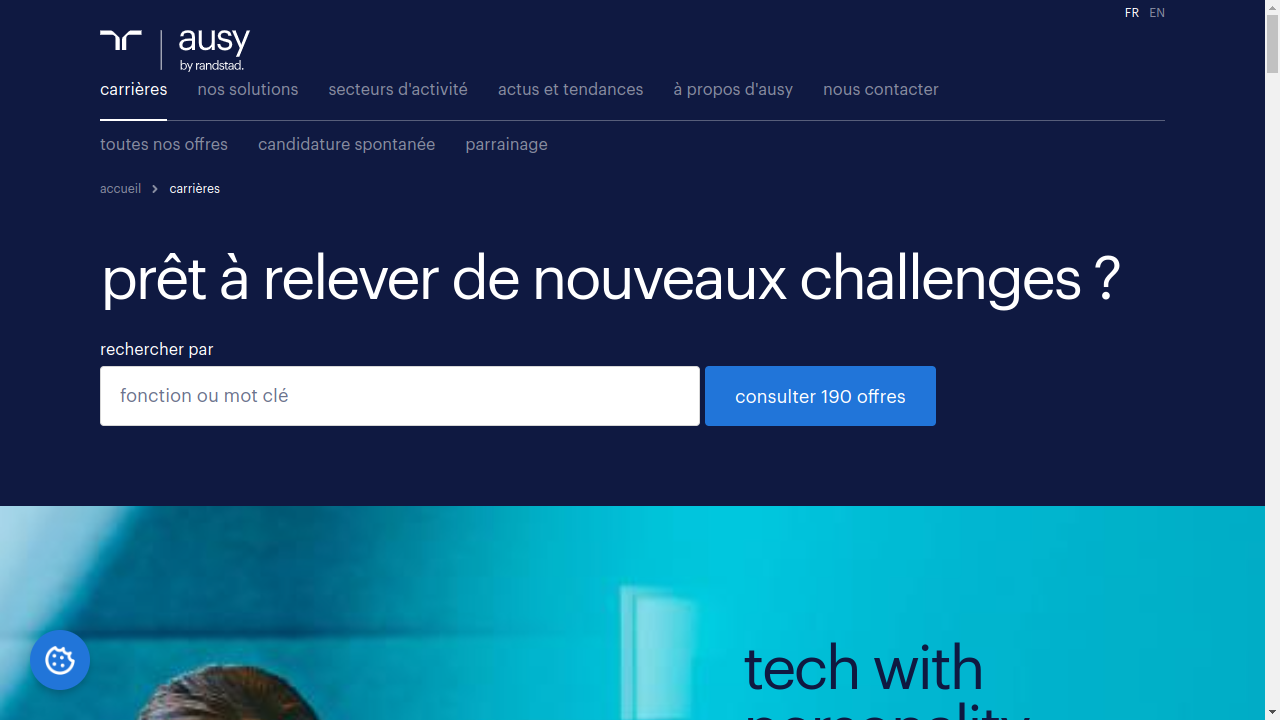 FR EN
ausy
by randstad.
carrières nos solutions secteurs d'activité actus et tendances à propos d'ausy nous contacter
toutes nos offres candidature spontanée parrainage
accueil carrières
prêt à relever de nouveaux challenges ?
rechercher par
fonction ou mot clé consulter 190 offres
tech with
personality